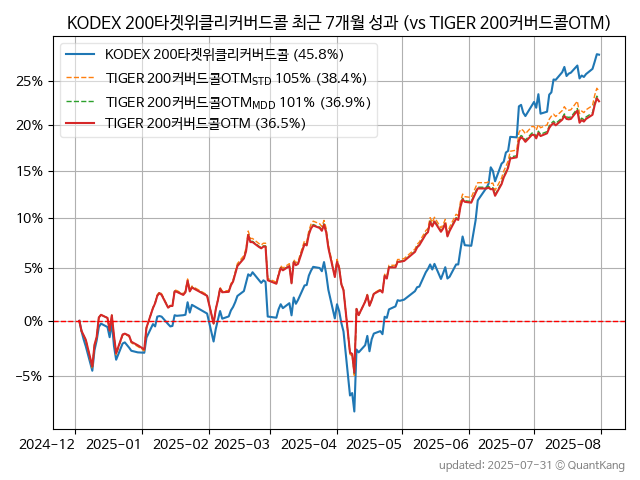 KODEX 200타겟위클리커버드콜 최근 7개월 성과 (vs TIGER 200커버드콜OTM)
KODEX 200타겟위클리커버드콜 (45.8%)
TIGER 200커버드콜OTM_STD 105% (38.4%)
TIGER 200커버드콜OTM_MDD 101% (36.9%)
TIGER 200커버드콜OTM (36.5%)
25%
20%
15%
10%
5%
0%
−5%
2024-12 2025-01 2025-02 2025-03 2025-04 2025-05 2025-06 2025-07 2025-08
updated: 2025-07-31 © QuantKang